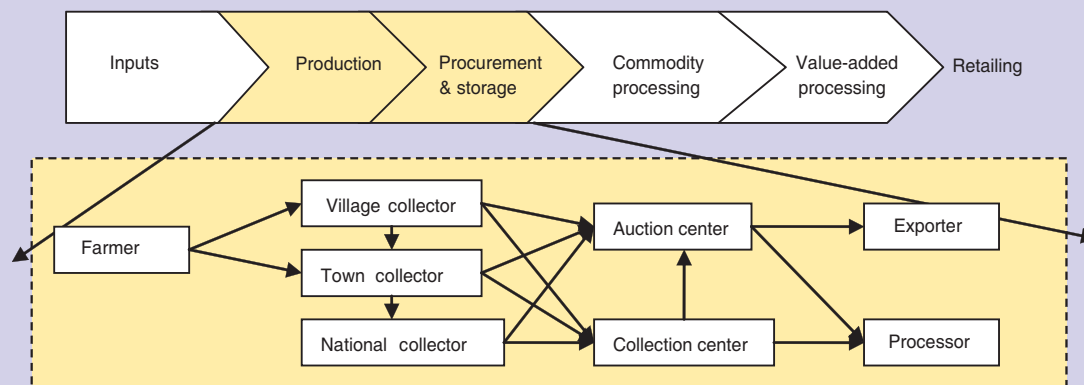 Inputs
Production
Procurement
& storage
Commodity
processing
Value-added
processing
Retailing
Farmer
Village collector
Town collector
National collector
Auction center
Collection center
Exporter
Processor